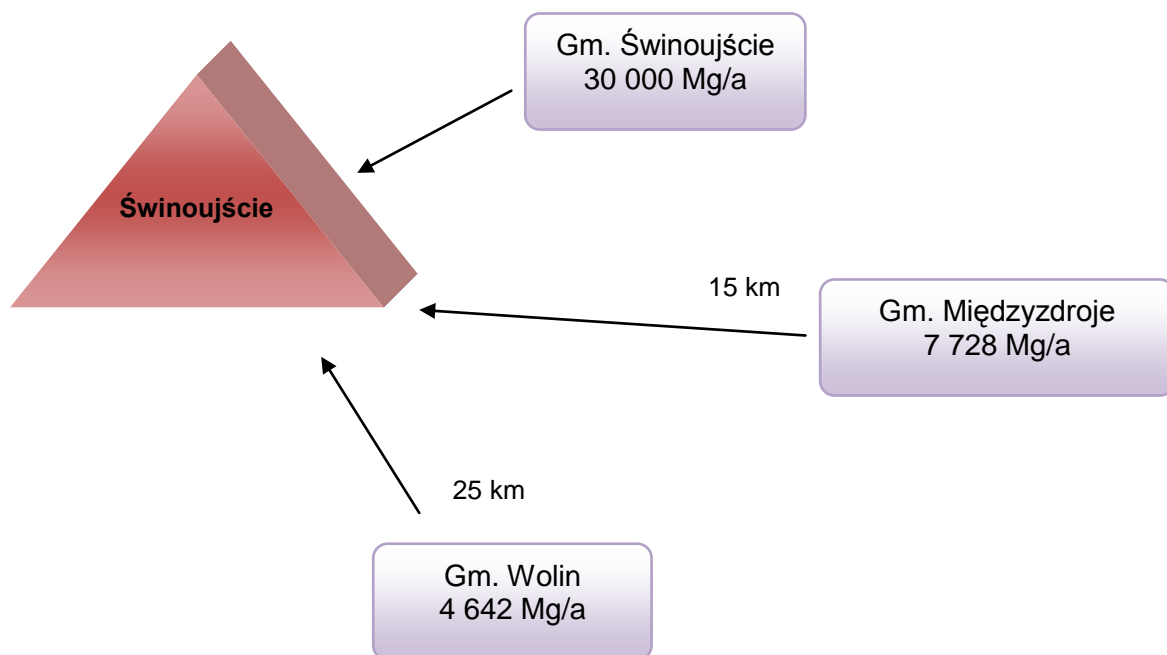 Gm. Świnoujście
30 000 Mg/a
Świnoujście
15 km
Gm. Międzyzdroje
7 728 Mg/a
25 km
Gm. Wolin
4 642 Mg/a